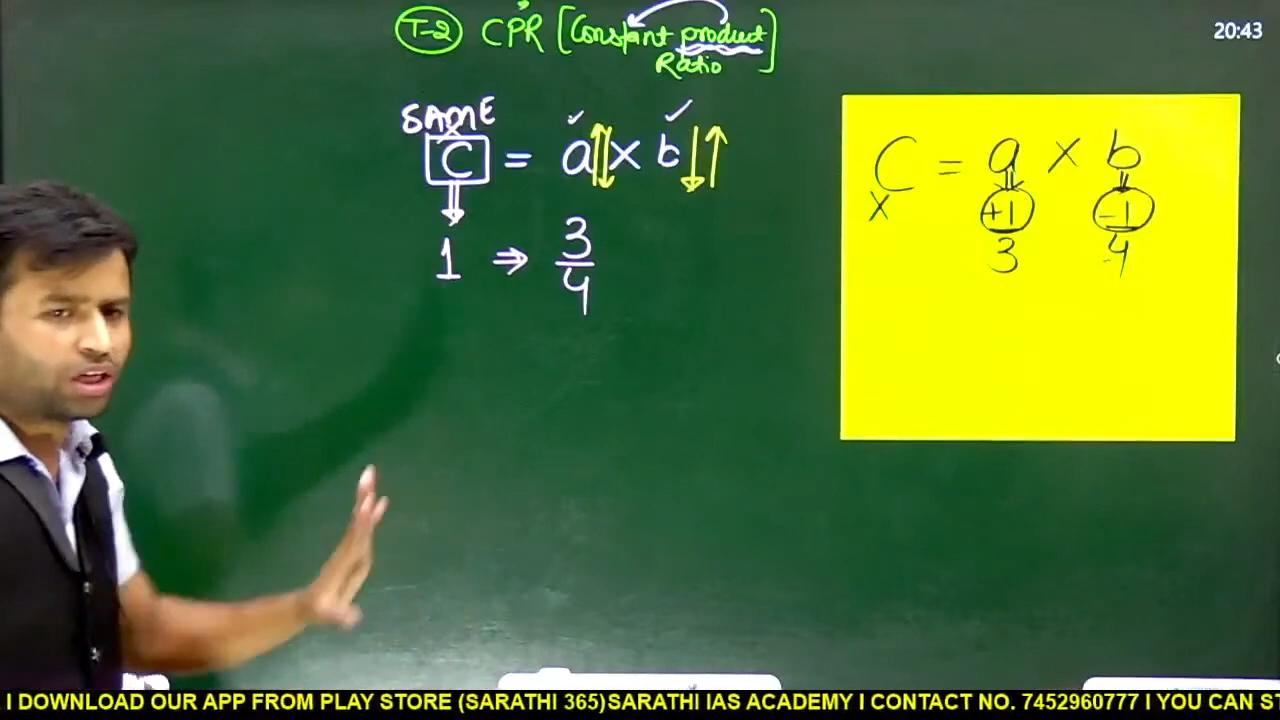 T-2 CPR [Constant product
Ratio]
20:43
SAME
C = a × b
1 ⇒ 3/4
C = a × b
x
+1 -1
3 4
I DOWNLOAD OUR APP FROM PLAY STORE (SARATHI 365)SARATHI IAS ACADEMY I CONTACT NO. 7452960777 I YOU CAN S